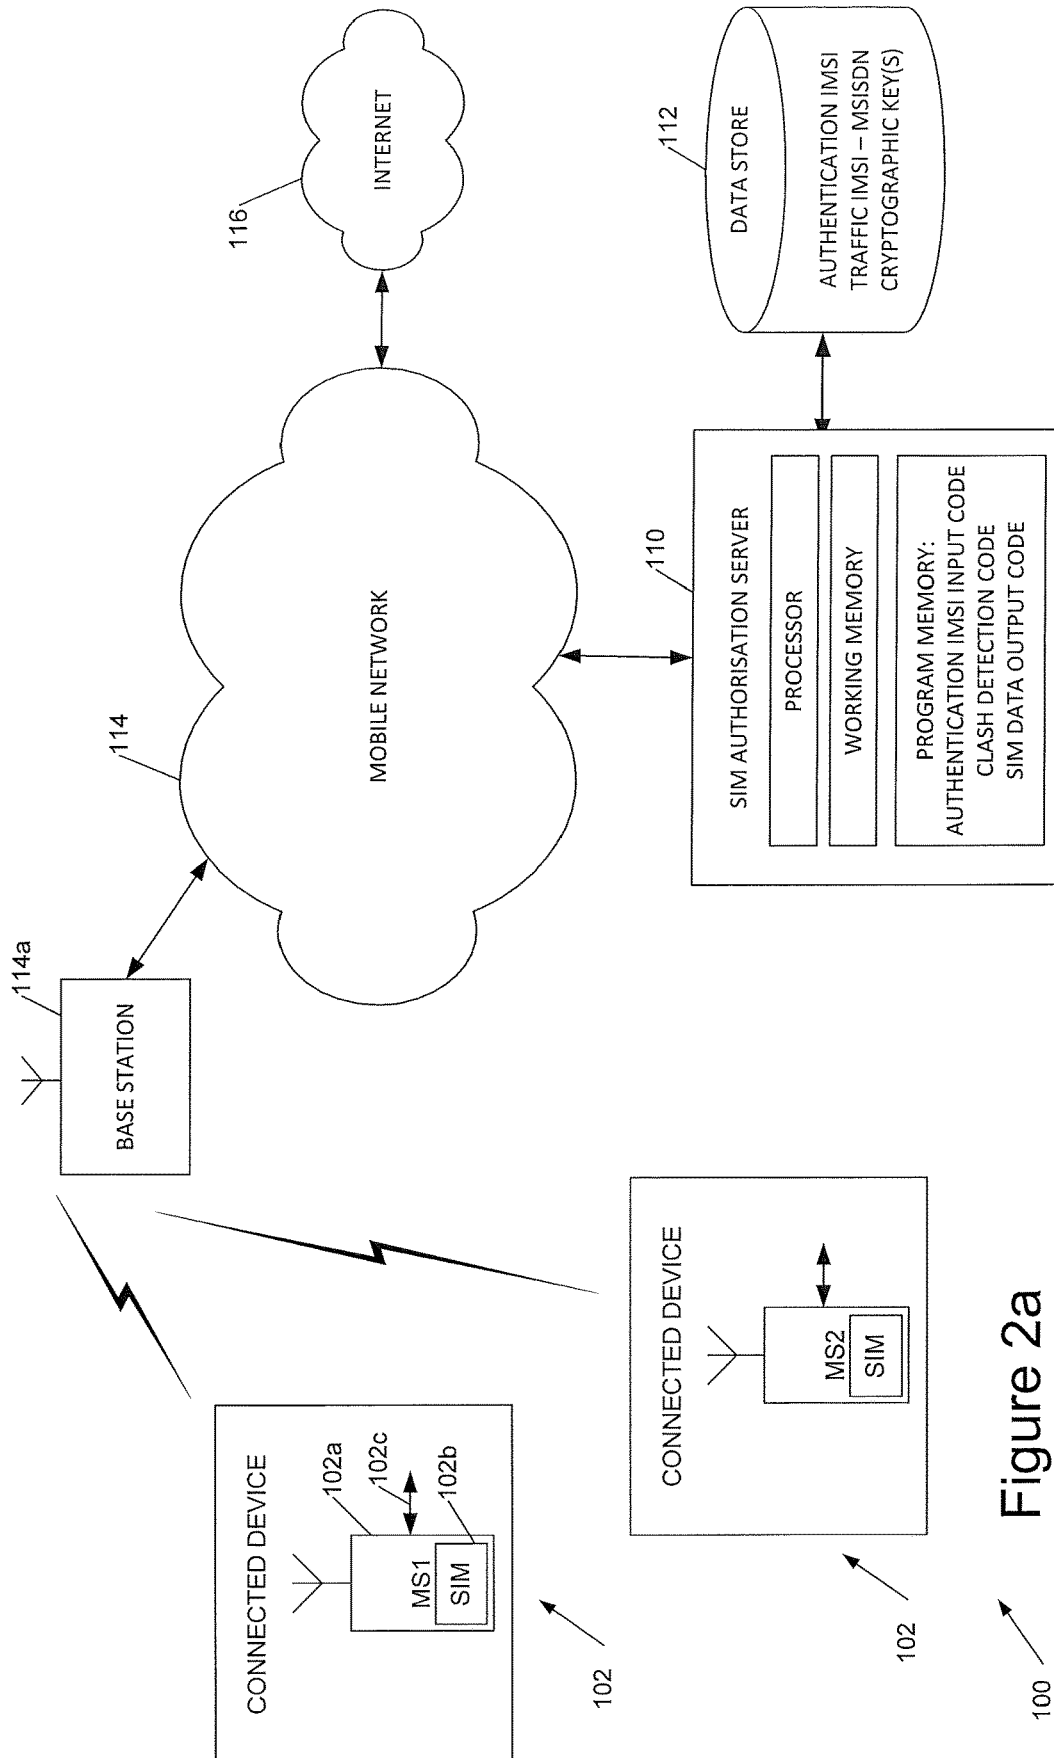 CONNECTED DEVICE
102a
102c
102b
MS1
SIM
102
CONNECTED DEVICE
MS2
SIM
102
100
114a
BASE STATION
114
MOBILE NETWORK
116
INTERNET
110
SIM AUTHORISATION SERVER
PROCESSOR
WORKING MEMORY
PROGRAM MEMORY:
AUTHENTICATION IMSI INPUT CODE
CLASH DETECTION CODE
SIM DATA OUTPUT CODE
112
DATA STORE
AUTHENTICATION IMSI
TRAFFIC IMSI – MSISDN
CRYPTOGRAPHIC KEY(S)
Figure 2a